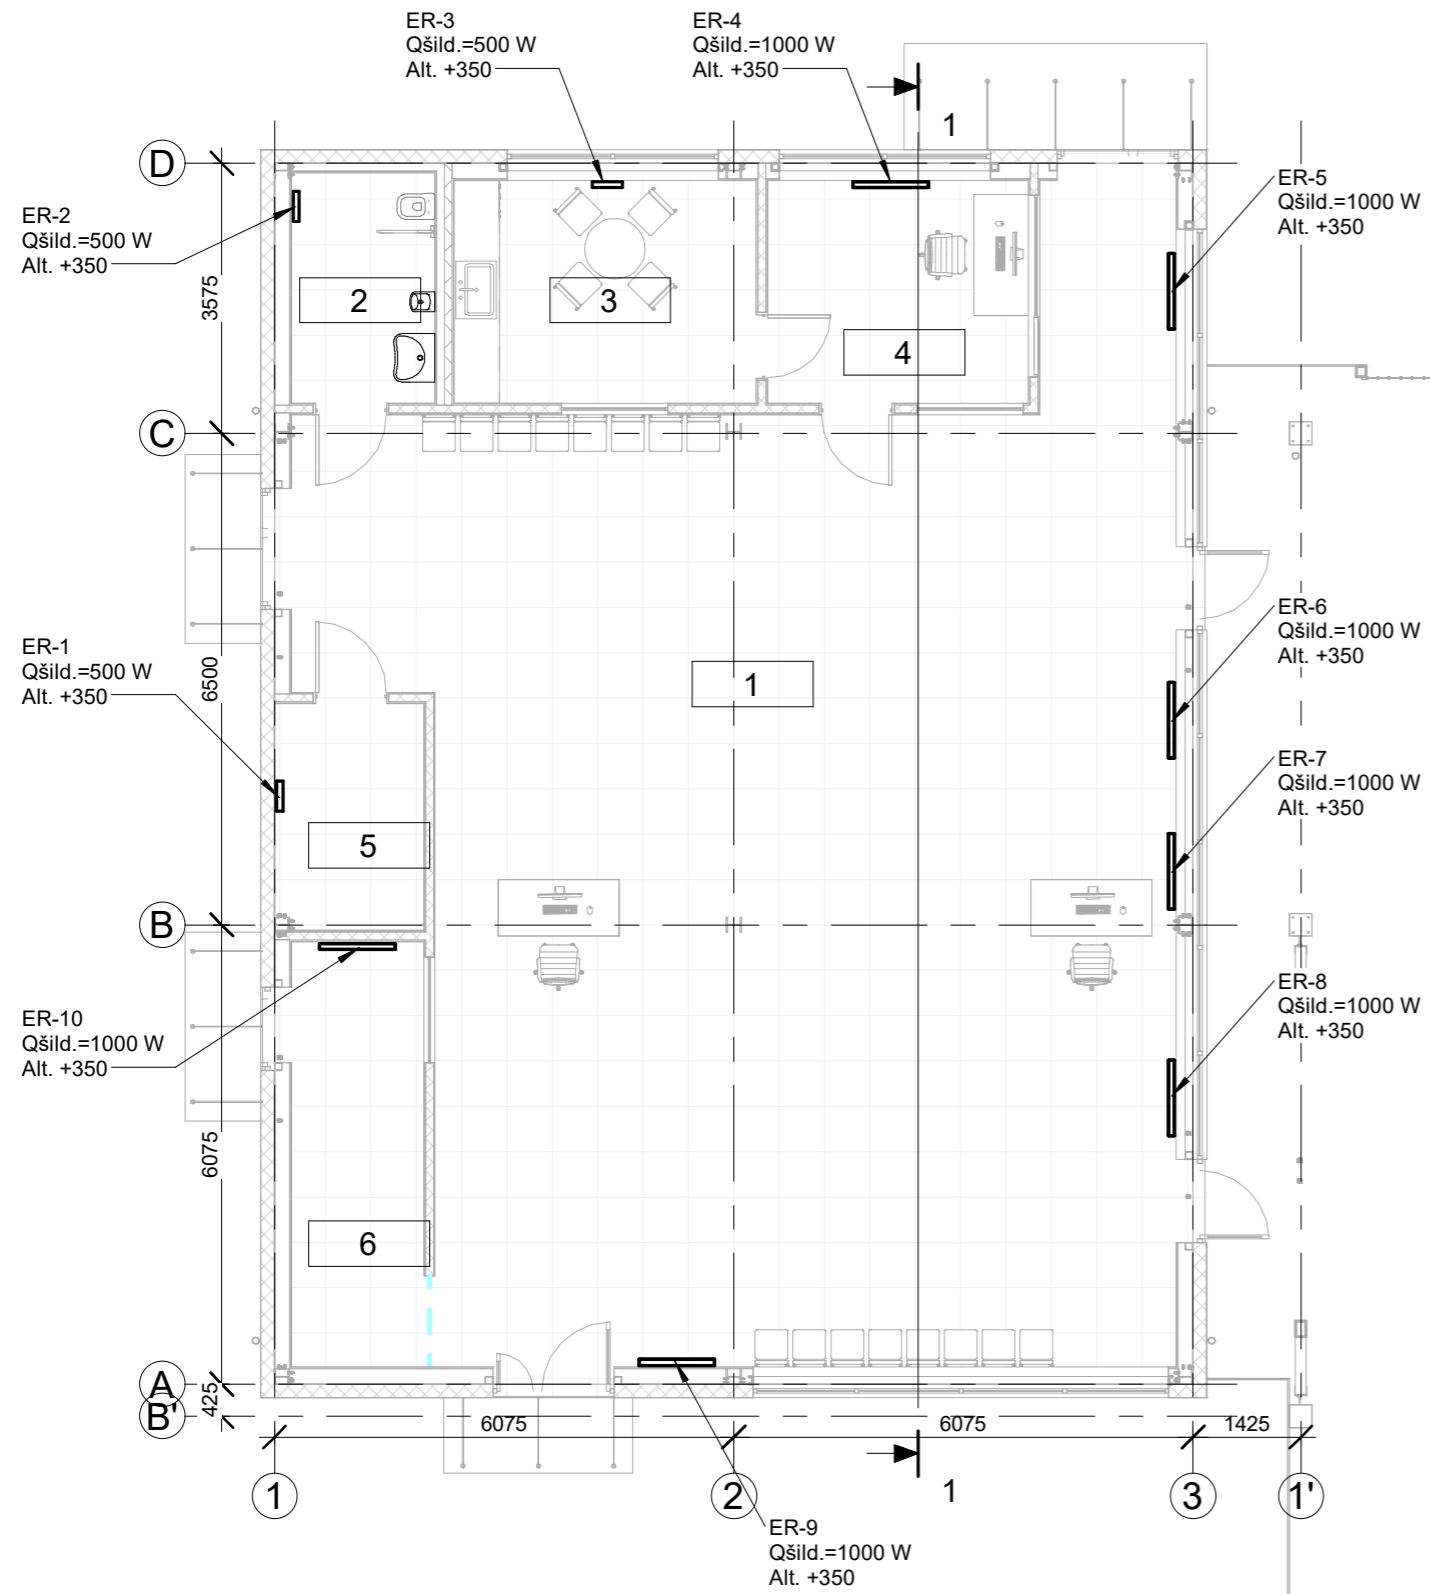 ER-3
Qšild.=500 W
Alt. +350
ER-4
Qšild.=1000 W
Alt. +350
1
D
ER-5
Qšild.=1000 W
Alt. +350
ER-2
Qšild.=500 W
Alt. +350
3575
2
3
4
C
ER-6
Qšild.=1000 W
Alt. +350
ER-1
Qšild.=500 W
Alt. +350
6500
1
ER-7
Qšild.=1000 W
Alt. +350
5
B
ER-8
Qšild.=1000 W
Alt. +350
ER-10
Qšild.=1000 W
Alt. +350
6075
6
A
425
B'
6075
6075
1425
1
2
1
3
1'
ER-9
Qšild.=1000 W
Alt. +350